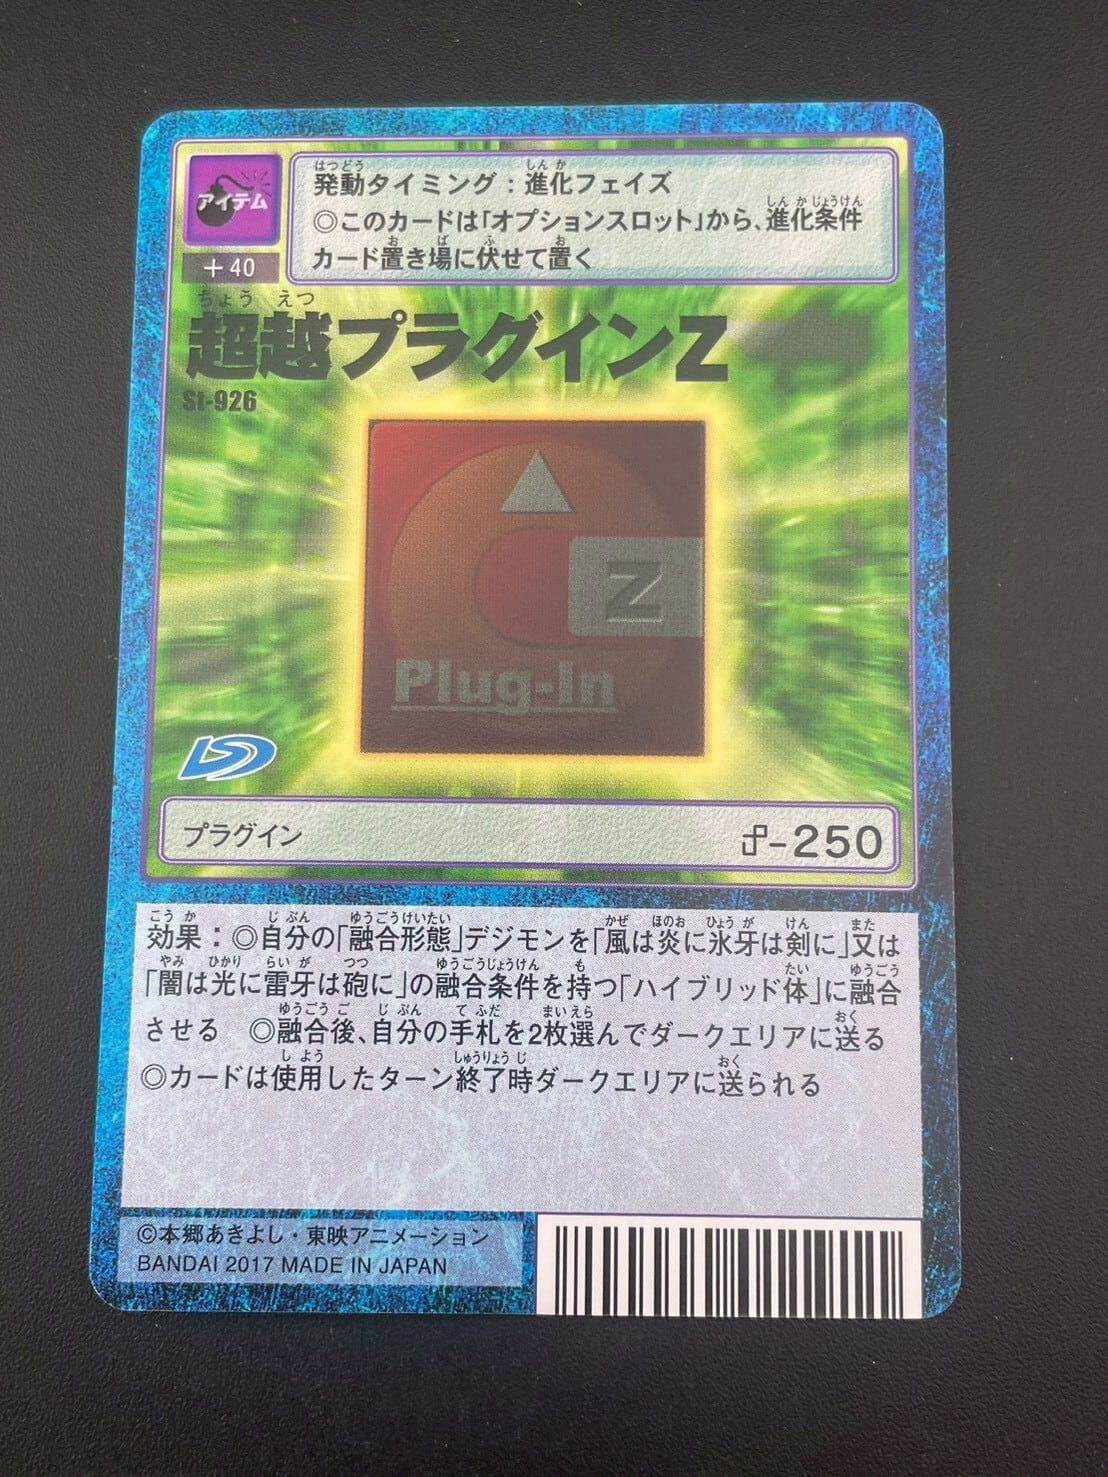 アイテム
+40
発動タイミング：進化フェイズ
◎このカードは「オプションスロット」から、進化条件
カード置き場に伏せて置く
超越プラグインZ
St-926
Z
Plug-In
プラグイン
P-250
効果：◎自分の「融合形態」デジモンを「風は炎に氷牙は剣に」又は
「闇は光に雷牙は砲に」の融合条件を持つ「ハイブリッド体」に融合
させる　◎融合後、自分の手札を2枚選んでダークエリアに送る
◎カードは使用したターン終了時ダークエリアに送られる
©本郷あきよし・東映アニメーション
BANDAI 2017 MADE IN JAPAN